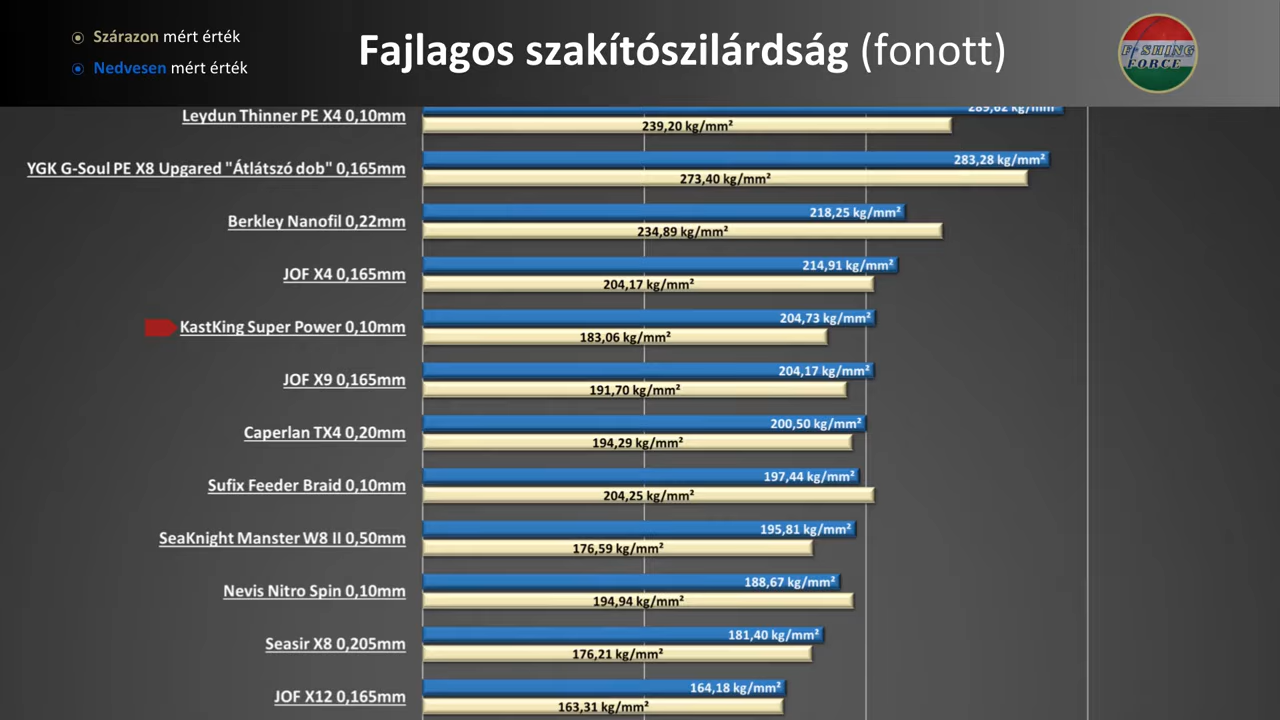 Szárazon mért érték
Nedvesen mért érték
Fajlagos szakítószilárdság (fonott)
FISHING
FORCE
289,62 kg/mm²
Leydun Thinner PE X4 0,10mm
239,20 kg/mm²
283,28 kg/mm²
YGK G-Soul PE X8 Upgared "Átlátszó dob" 0,165mm
273,40 kg/mm²
218,25 kg/mm²
Berkley Nanofil 0,22mm
234,89 kg/mm²
214,91 kg/mm²
JOF X4 0,165mm
204,17 kg/mm²
204,73 kg/mm²
KastKing Super Power 0,10mm
183,06 kg/mm²
204,17 kg/mm²
JOF X9 0,165mm
191,70 kg/mm²
200,50 kg/mm²
Caperlan TX4 0,20mm
194,29 kg/mm²
197,44 kg/mm²
Sufix Feeder Braid 0,10mm
204,25 kg/mm²
195,81 kg/mm²
SeaKnight Manster W8 II 0,50mm
176,59 kg/mm²
188,67 kg/mm²
Nevis Nitro Spin 0,10mm
194,94 kg/mm²
181,40 kg/mm²
Seasir X8 0,205mm
176,21 kg/mm²
164,18 kg/mm²
JOF X12 0,165mm
163,31 kg/mm²